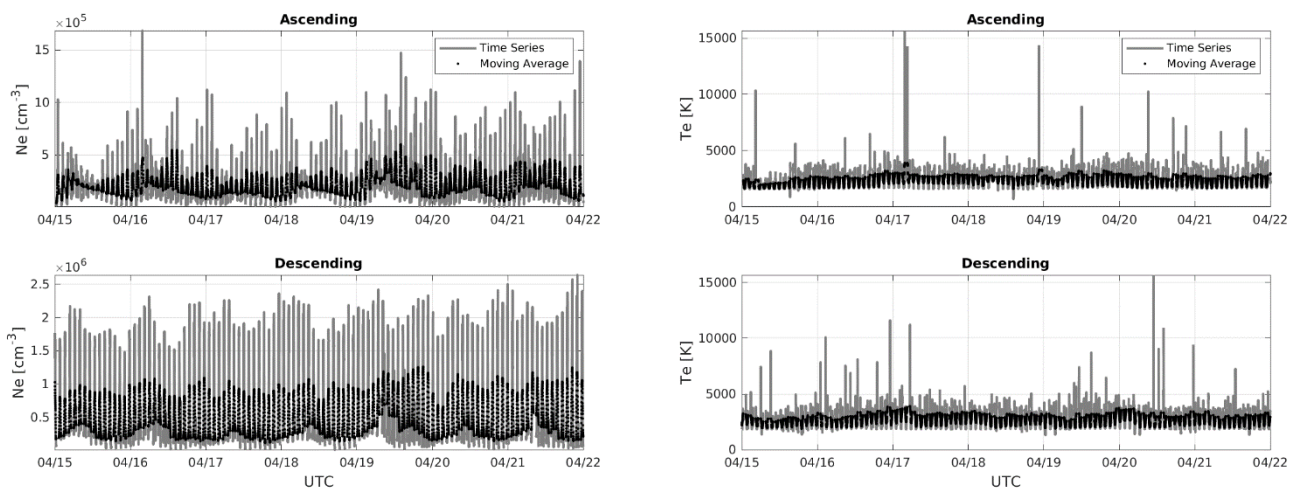 Ascending
×10⁵
Time Series
Moving Average
15
10
5
Ne [cm⁻³]
04/15 04/16 04/17 04/18 04/19 04/20 04/21 04/22
Ascending
Time Series
Moving Average
15000
10000
5000
0
Te [K]
04/15 04/16 04/17 04/18 04/19 04/20 04/21 04/22
Descending
×10⁶
2.5
2
1.5
1
0.5
Ne [cm⁻³]
04/15 04/16 04/17 04/18 04/19 04/20 04/21 04/22
UTC
Descending
15000
10000
5000
0
Te [K]
04/15 04/16 04/17 04/18 04/19 04/20 04/21 04/22
UTC